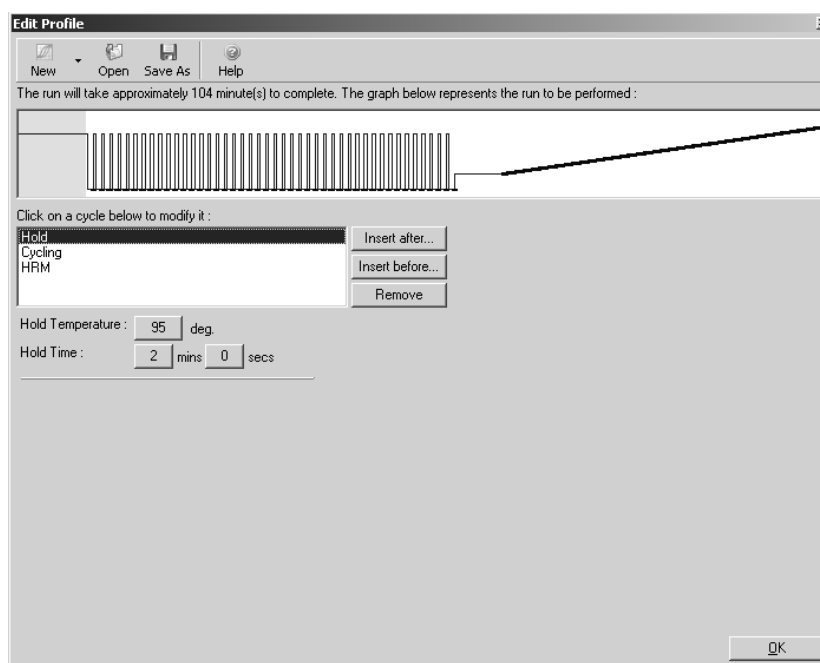 Edit Profile
New Open Save As Help
The run will take approximately 104 minute(s) to complete. The graph below represents the run to be performed :
Click on a cycle below to modify it :
Hold
Cycling
HRM
Insert after...
Insert before...
Remove
Hold Temperature : 95 deg.
Hold Time : 2 mins 0 secs
OK